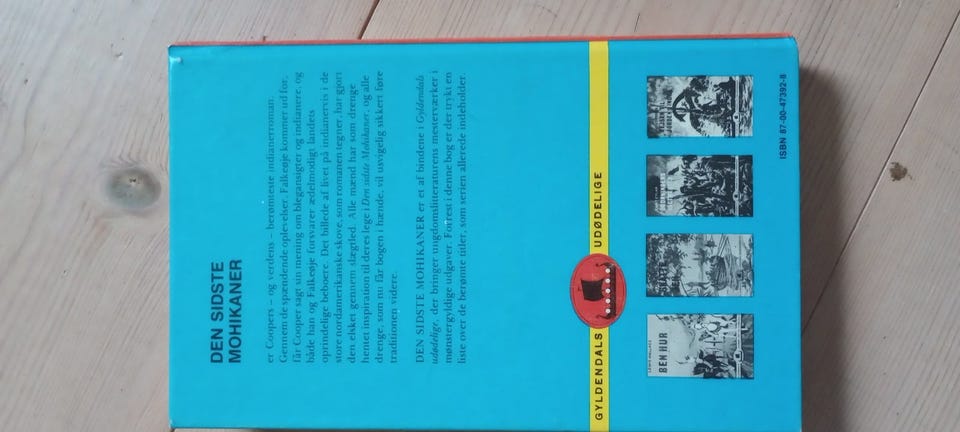 DEN SIDSTE
MOHIKANER
er Coopers – og verdens – berømteste indianerroman.
Gennem de spændende oplevelser, Falkeøje kommer ud for,
får Cooper sagt sin mening om blegansigter og indianere, og
både han og Falkeøje forsvarer ædelmodigt landets
oprindelige beboere. Det billede af livet på indianervis i de
store nordamerikanske skove, som romanen tegner, har gjort
den elsket gennem slægtled. Alle mænd har som drenge
hentet inspiration til deres lege i Den sidste Mohikaner, og alle
drenge, som nu får bogen i hænde, vil usvigelig sikkert føre
traditionen videre.
DEN SIDSTE MOHIKANER er et af bindene i Gyldendals
udødelige, der bringer ungdomslitteraturens mesterværker i
mønstergyldige udgaver. Forrest i denne bog er der trykt en
liste over de berømte titler, som serien allerede indeholder.
GYLDENDALS UDØDELIGE
BEN HUR
ISBN 87-00-47392-8